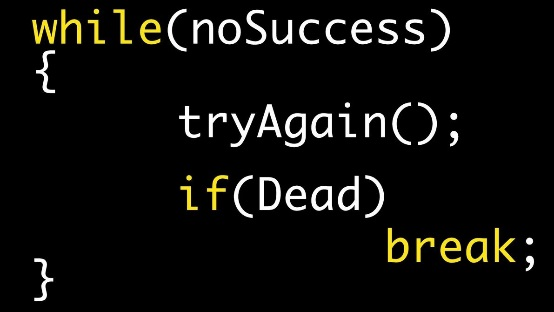 while(noSuccess)
{
tryAgain();
if(Dead)
break;
}